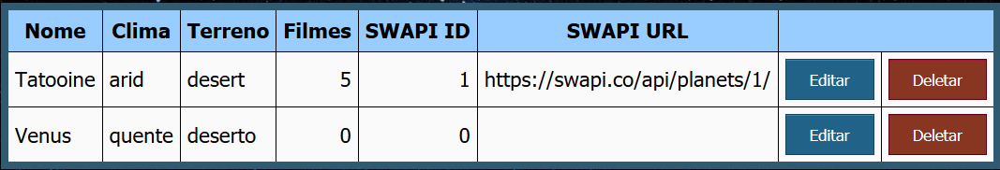 Nome Clima Terreno Filmes SWAPI ID SWAPI URL
Tatooine arid desert 5 1 https://swapi.co/api/planets/1/ Editar Deletar
Venus quente deserto 0 0 Editar Deletar